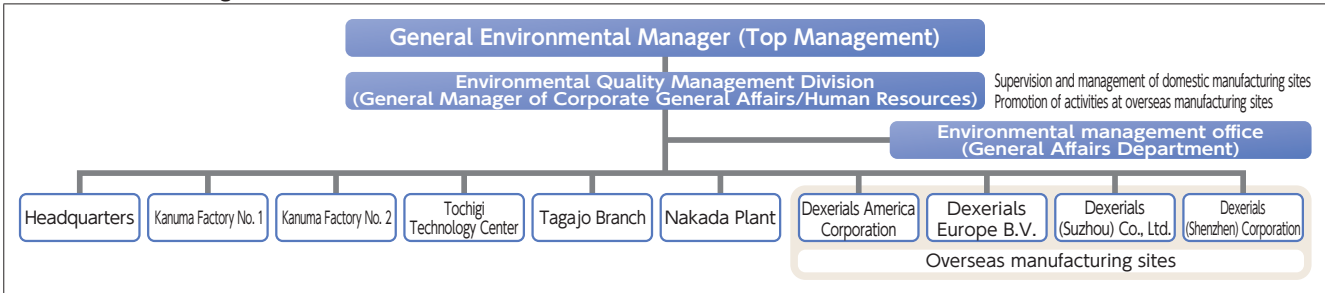 General Environmental Manager (Top Management)
Environmental Quality Management Division
(General Manager of Corporate General Affairs/Human Resources)
Supervision and management of domestic manufacturing sites
Promotion of activities at overseas manufacturing sites
Environmental management office
(General Affairs Department)
Headquarters
Kanuma Factory No. 1
Kanuma Factory No. 2
Tochigi
Technology Center
Tagajo Branch
Nakada Plant
Dexerials America
Corporation
Dexerials
Europe B.V.
Dexerials
(Suzhou) Co., Ltd.
Dexerials
(Shenzhen) Corporation
Overseas manufacturing sites